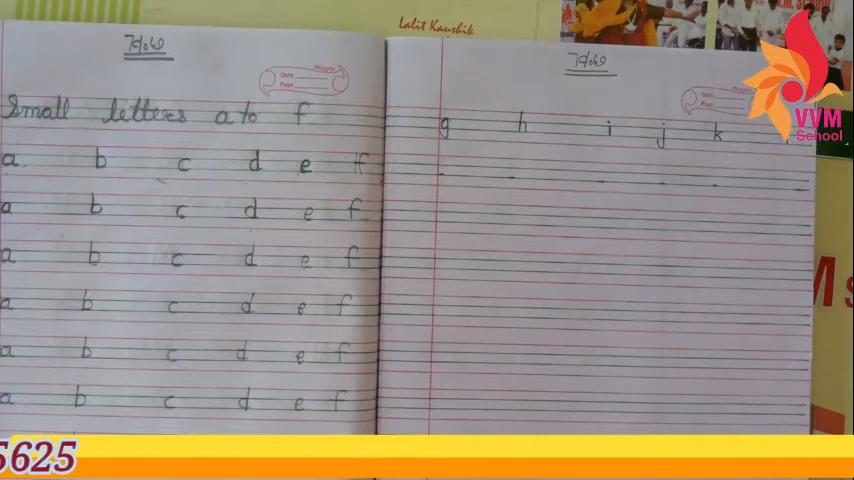 Lalit Kaushik
VVM
School
Small letters a to f
a b c d e f
a b c d e f
a b c d e f
a b c d e f
a b c d e f
a b c d e f
g h i j k
5625